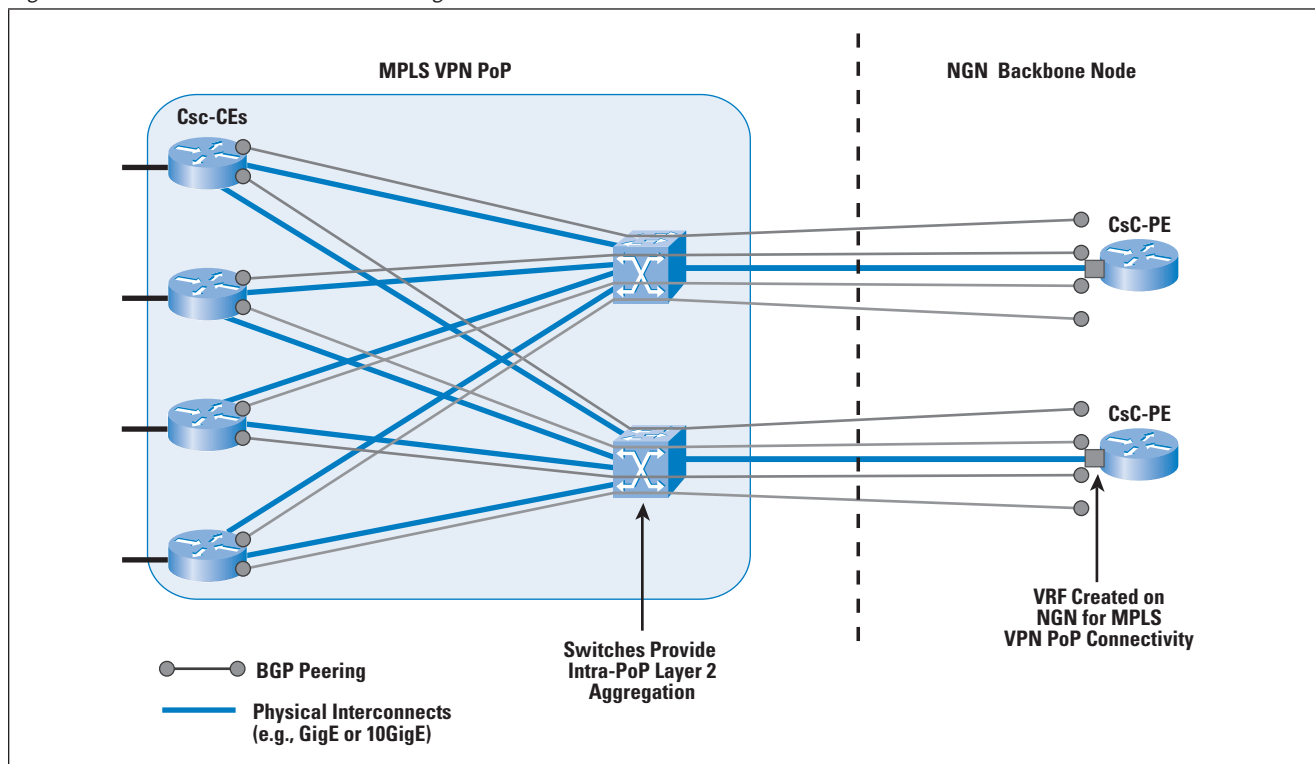 MPLS VPN PoP
NGN Backbone Node
Csc-CEs
CsC-PE
CsC-PE
Switches Provide
Intra-PoP Layer 2
Aggregation
VRF Created on
NGN for MPLS
VPN PoP Connectivity
BGP Peering
Physical Interconnects
(e.g., GigE or 10GigE)